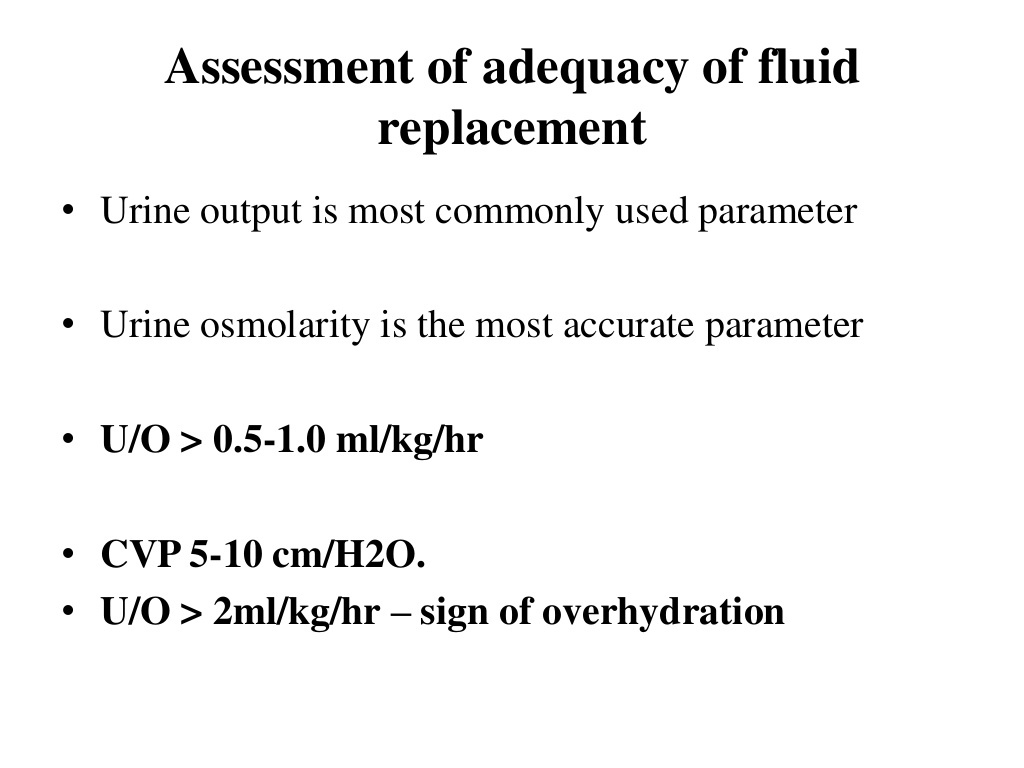 Assessment of adequacy of fluid
replacement
• Urine output is most commonly used parameter
• Urine osmolarity is the most accurate parameter
• U/O > 0.5-1.0 ml/kg/hr
• CVP 5-10 cm/H2O.
• U/O > 2ml/kg/hr – sign of overhydration